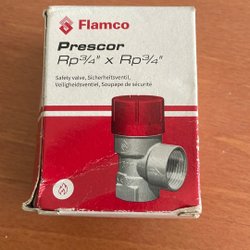 Flamco
Prescor
Rp¾" x Rp¾"
Safety valve, Sicherheitsventil,
Veiligheidsventiel, Soupape de sécurité